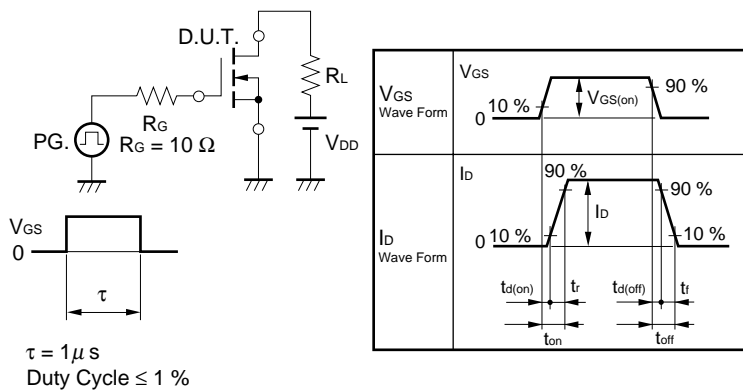 D.U.T.
RL
RG
PG.
RG = 10 Ω
VDD
VGS
0
τ
τ = 1μ s
Duty Cycle ≤ 1 %
VGS
Wave Form
VGS
10 %
0
VGS(on)
90 %
ID
Wave Form
ID
90 %
90 %
ID
0 10 %
10 %
td(on)
tr
td(off)
tf
ton
toff